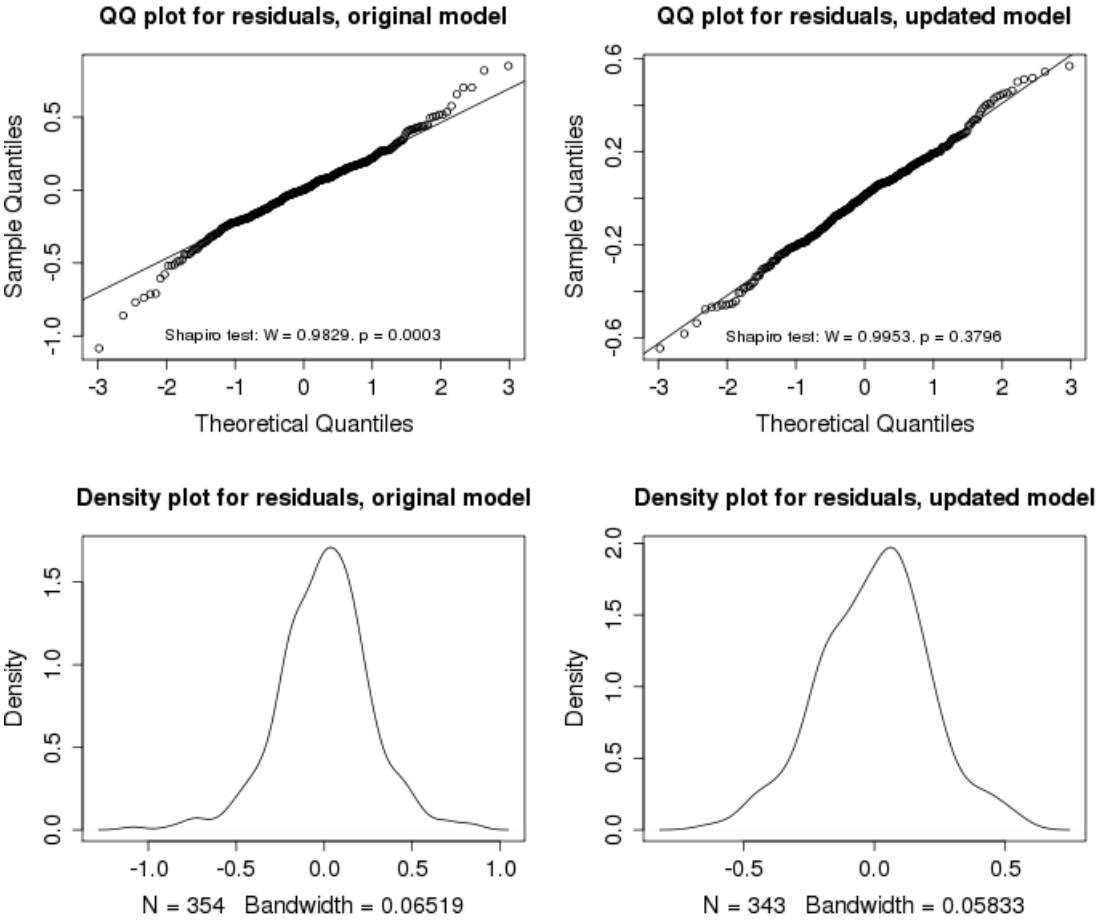 QQ plot for residuals, original model
Sample Quantiles
0.5
0.0
-0.5
-1.0
Shapiro test: W = 0.9829, p = 0.0003
-3 -2 -1 0 1 2 3
Theoretical Quantiles
QQ plot for residuals, updated model
Sample Quantiles
0.6
0.2
-0.2
-0.6
Shapiro test: W = 0.9953, p = 0.3796
-3 -2 -1 0 1 2 3
Theoretical Quantiles
Density plot for residuals, original model
Density
1.5
1.0
0.5
0.0
-1.0 -0.5 0.0 0.5 1.0
N = 354 Bandwidth = 0.06519
Density plot for residuals, updated model
Density
2.0
1.5
1.0
0.5
0.0
-0.5 0.0 0.5
N = 343 Bandwidth = 0.05833